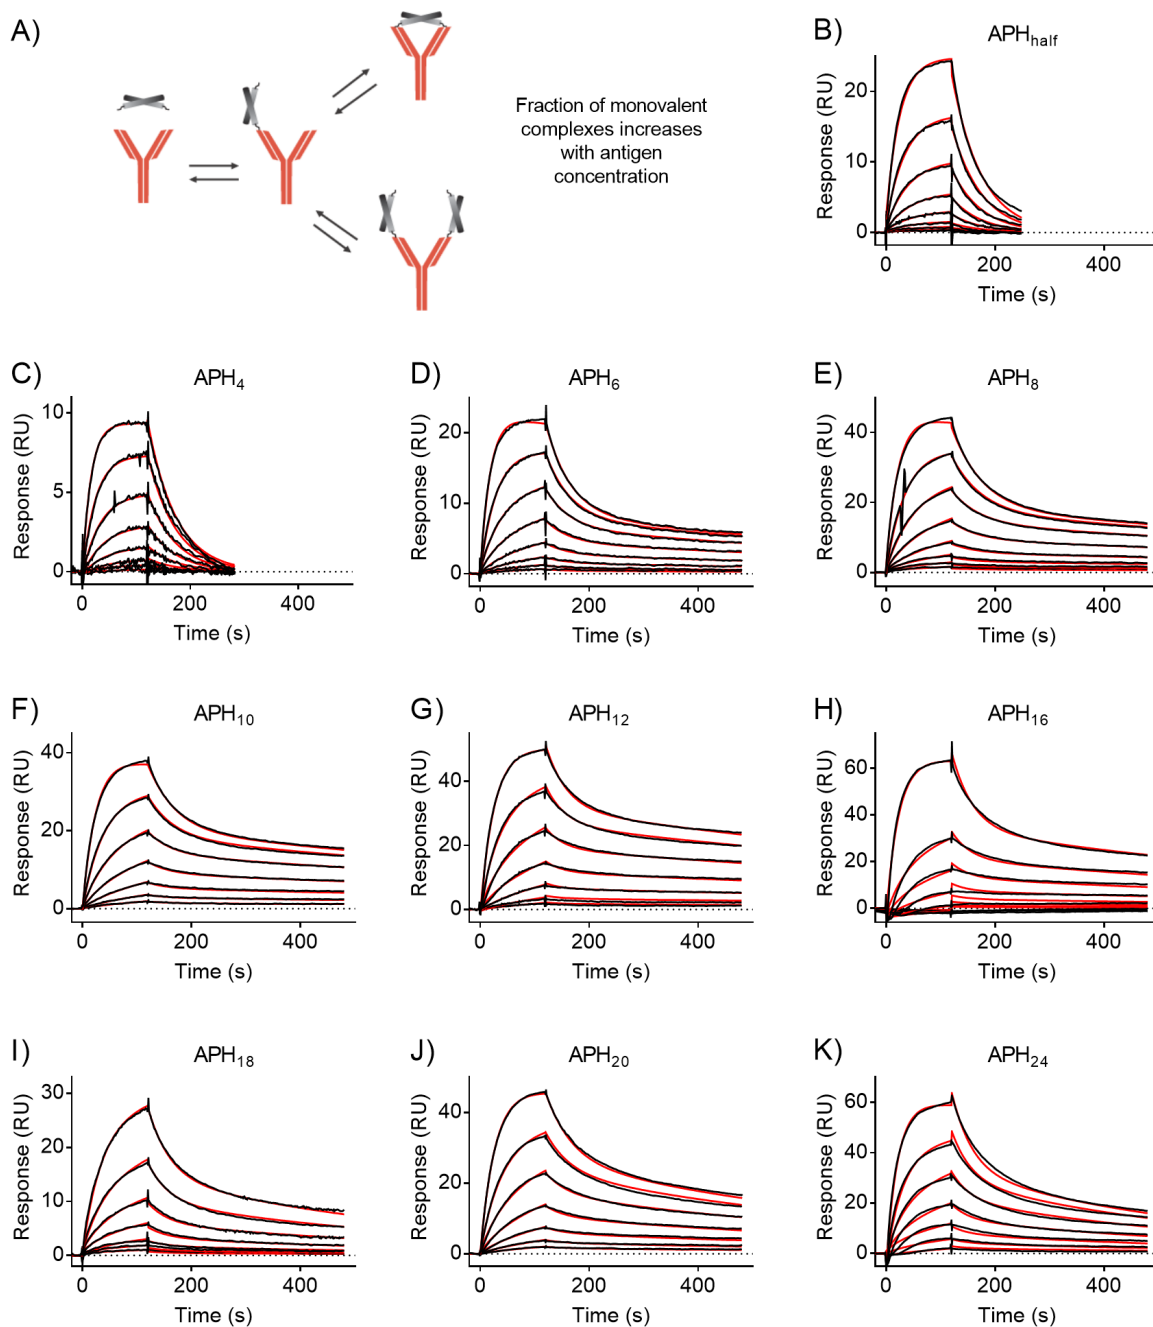 A)
Fraction of monovalent
complexes increases
with antigen
concentration
B)
APHhalf
Response (RU)
20
10
0
0 200 400
Time (s)
C)
APH4
Response (RU)
10
5
0
0 200 400
Time (s)
D)
APH6
Response (RU)
20
10
0
0 200 400
Time (s)
E)
APH8
Response (RU)
40
20
0
0 200 400
Time (s)
F)
APH10
Response (RU)
40
20
0
0 200 400
Time (s)
G)
APH12
Response (RU)
40
20
0
0 200 400
Time (s)
H)
APH16
Response (RU)
60
40
20
0
0 200 400
Time (s)
I)
APH18
Response (RU)
30
20
10
0
0 200 400
Time (s)
J)
APH20
Response (RU)
40
20
0
0 200 400
Time (s)
K)
APH24
Response (RU)
60
40
20
0
0 200 400
Time (s)